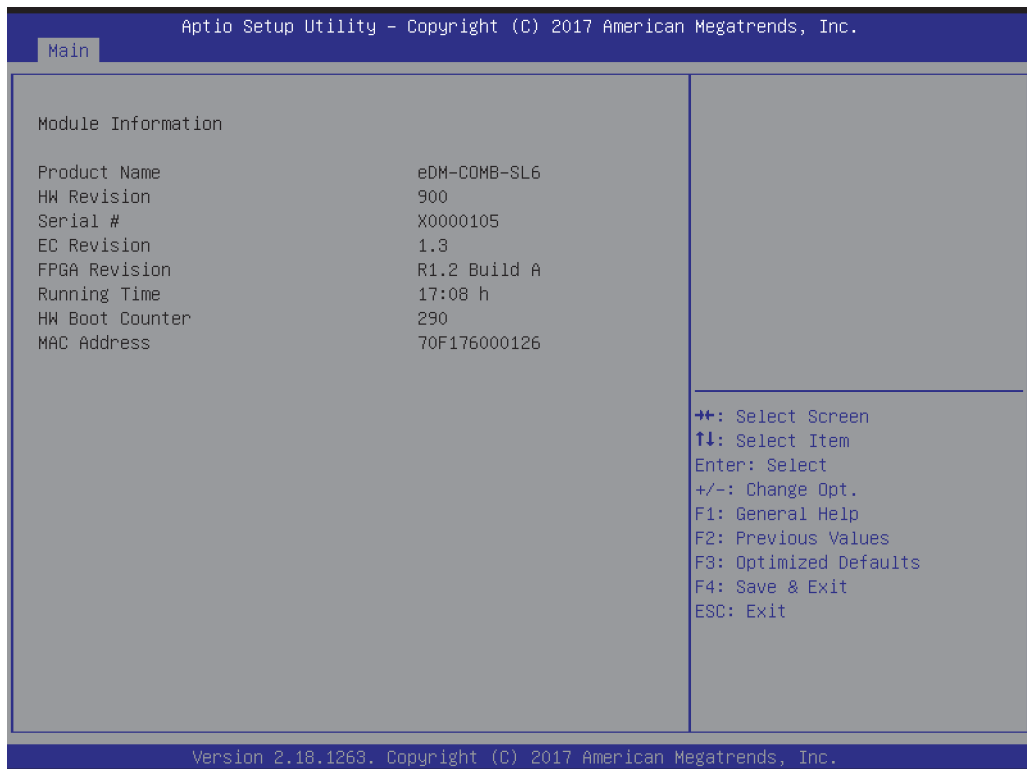 Aptio Setup Utility – Copyright (C) 2017 American Megatrends, Inc.
Main
Module Information
Product Name eDM-COMB-SL6
HW Revision 900
Serial # X0000105
EC Revision 1.3
FPGA Revision R1.2 Build A
Running Time 17:08 h
HW Boot Counter 290
MAC Address 70F176000126
→←: Select Screen
↑↓: Select Item
Enter: Select
+/-: Change Opt.
F1: General Help
F2: Previous Values
F3: Optimized Defaults
F4: Save & Exit
ESC: Exit
Version 2.18.1263. Copyright (C) 2017 American Megatrends, Inc.